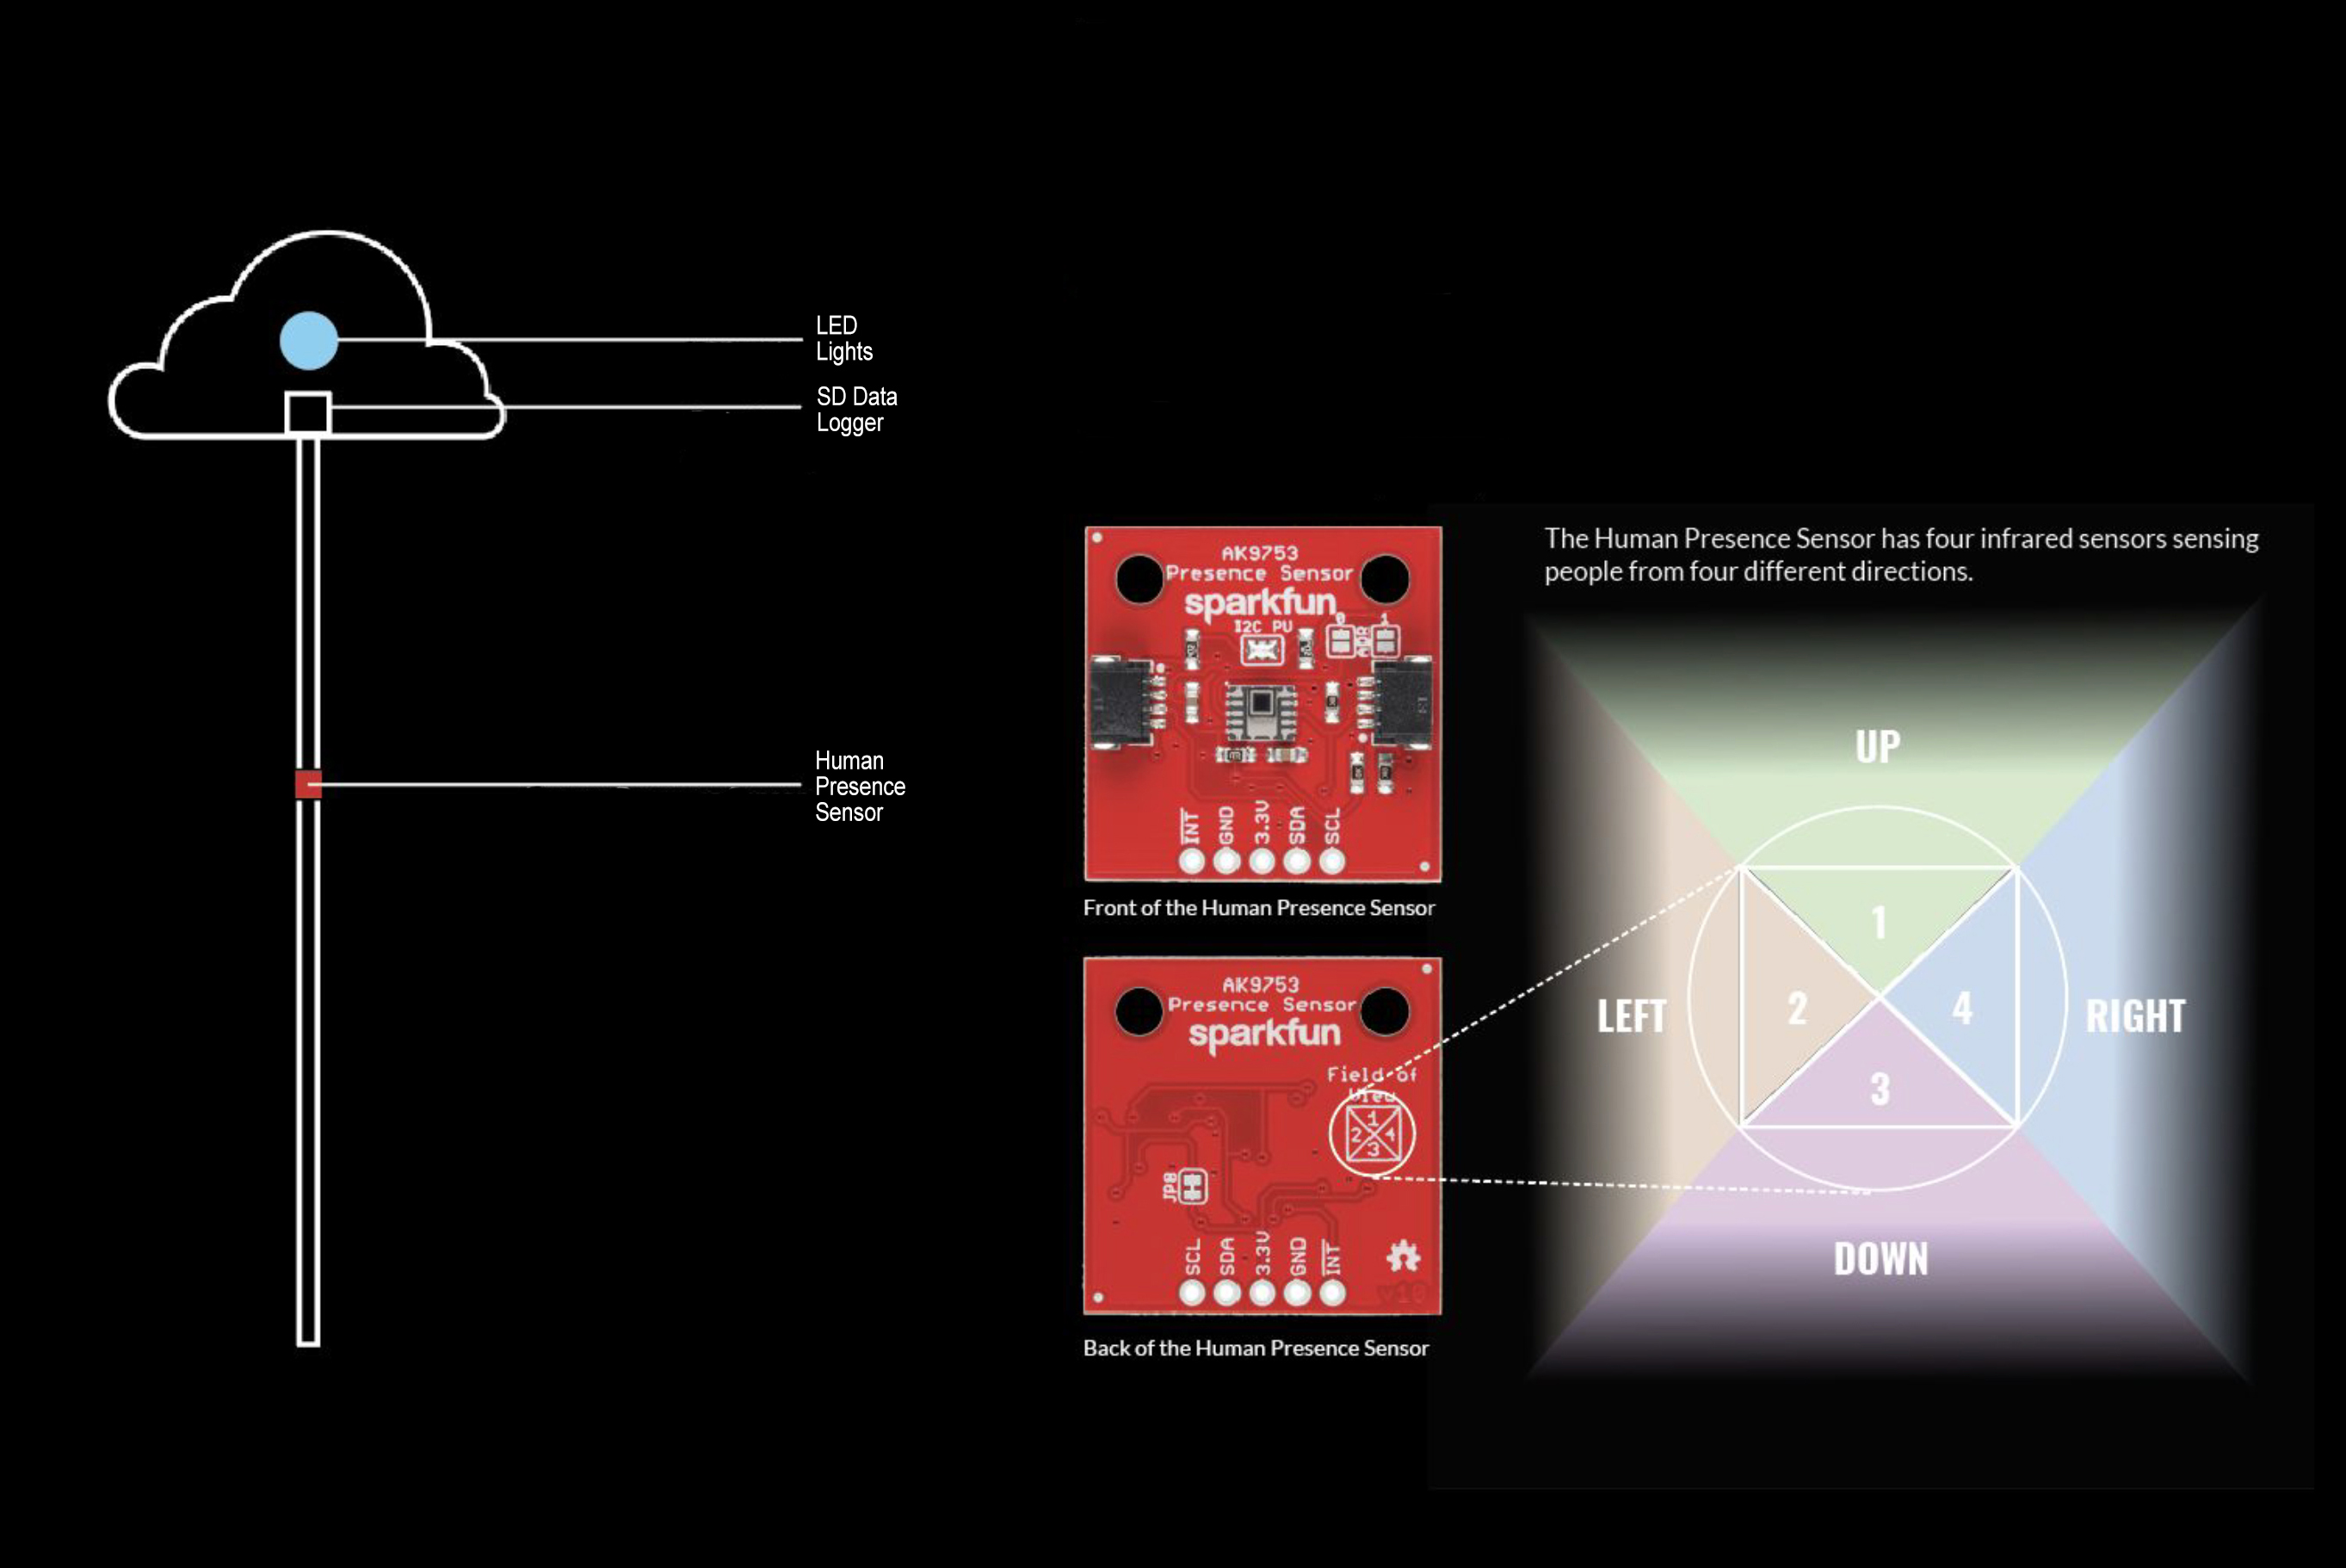 LED
Lights
SD Data
Logger
Human
Presence
Sensor
AK9753
Presence Sensor
sparkfun
I2C PU
0 1
ADR
INT
GND
3.3V
SDA
SCL
Front of the Human Presence Sensor
AK9753
Presence Sensor
sparkfun
Field of
View
1
2 4
3
JP8
SCL
SDA
3.3V
GND
INT
v10
Back of the Human Presence Sensor
The Human Presence Sensor has four infrared sensors sensing
people from four different directions.
UP
1
LEFT 2 4 RIGHT
3
DOWN